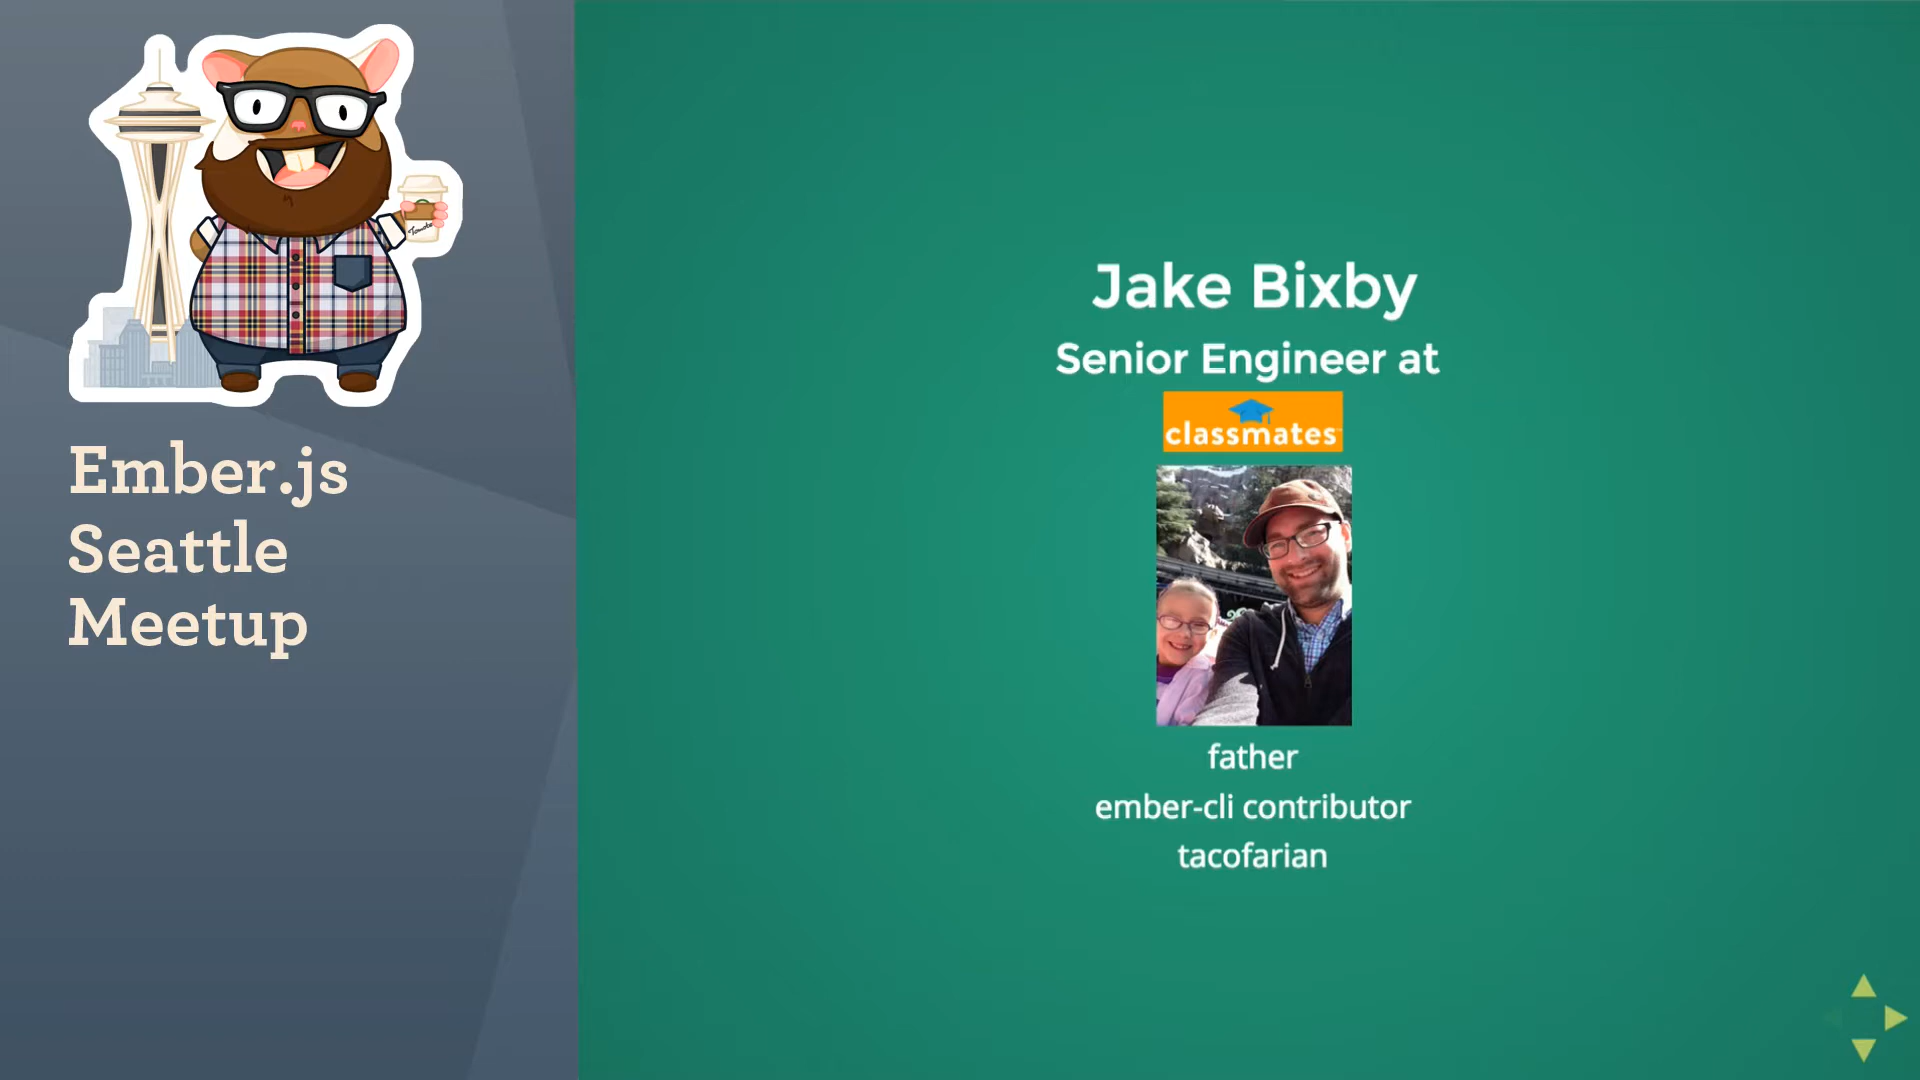 Ember.js
Seattle
Meetup
Jake Bixby
Senior Engineer at
classmates
father
ember-cli contributor
tacofarian